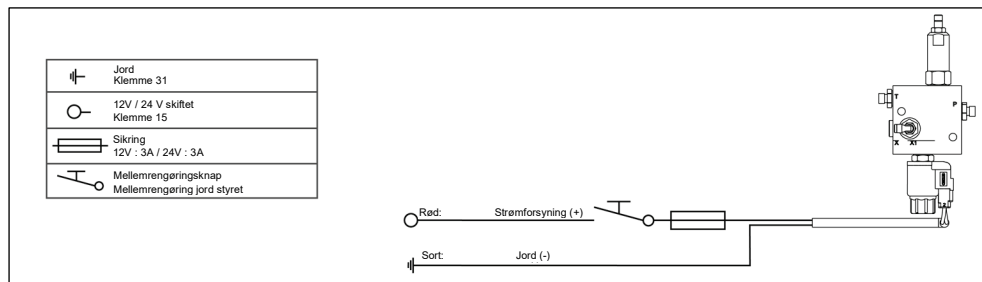 Jord
Klemme 31
12V / 24 V skiftet
Klemme 15
Sikring
12V : 3A / 24V : 3A
Mellemrengøringsknap
Mellemrengøring jord styret
Rød: Strømforsyning (+)
Sort: Jord (-)
T
P
X X1